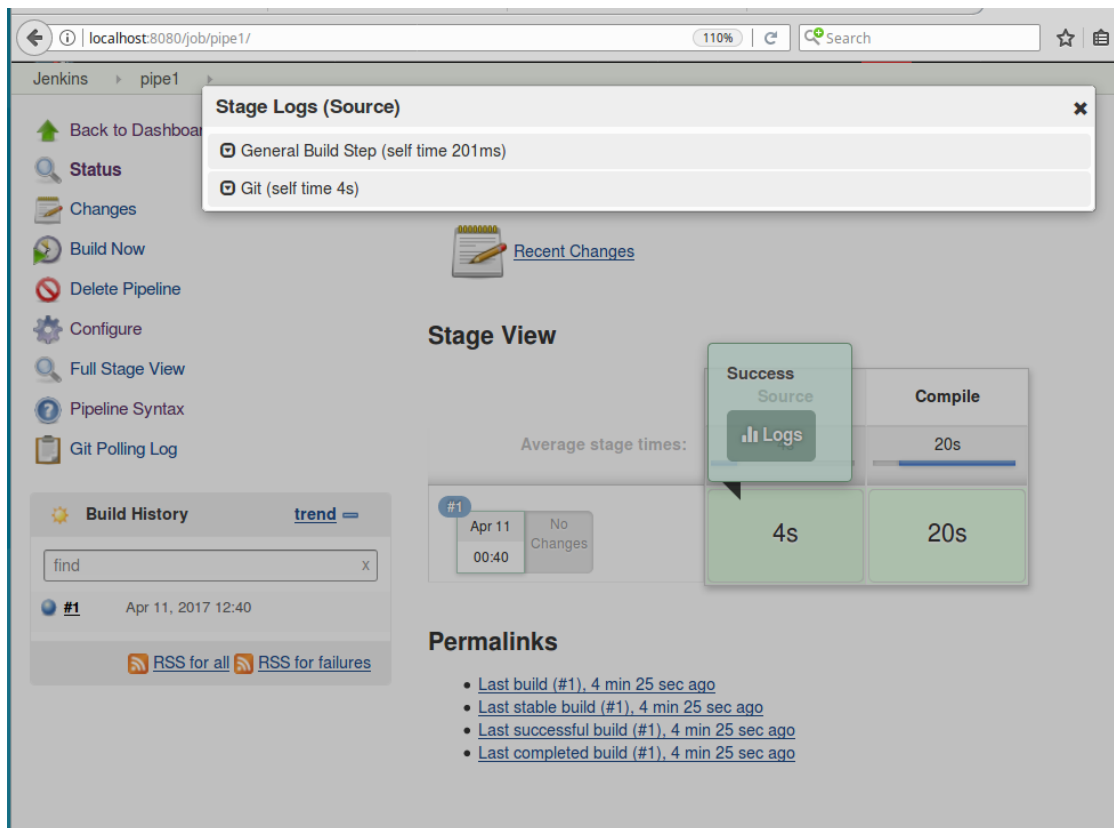 localhost:8080/job/pipe1/
110%
Search
Jenkins
pipe1
Stage Logs (Source)
General Build Step (self time 201ms)
Git (self time 4s)
Back to Dashboar
Status
Changes
Build Now
Delete Pipeline
Configure
Full Stage View
Pipeline Syntax
Git Polling Log
Build History
trend
find
x
#1
Apr 11, 2017 12:40
RSS for all
RSS for failures
Recent Changes
Stage View
Success
Source
Logs
Compile
Average stage times:
20s
#1
Apr 11
00:40
No
Changes
4s
20s
Permalinks
Last build (#1), 4 min 25 sec ago
Last stable build (#1), 4 min 25 sec ago
Last successful build (#1), 4 min 25 sec ago
Last completed build (#1), 4 min 25 sec ago